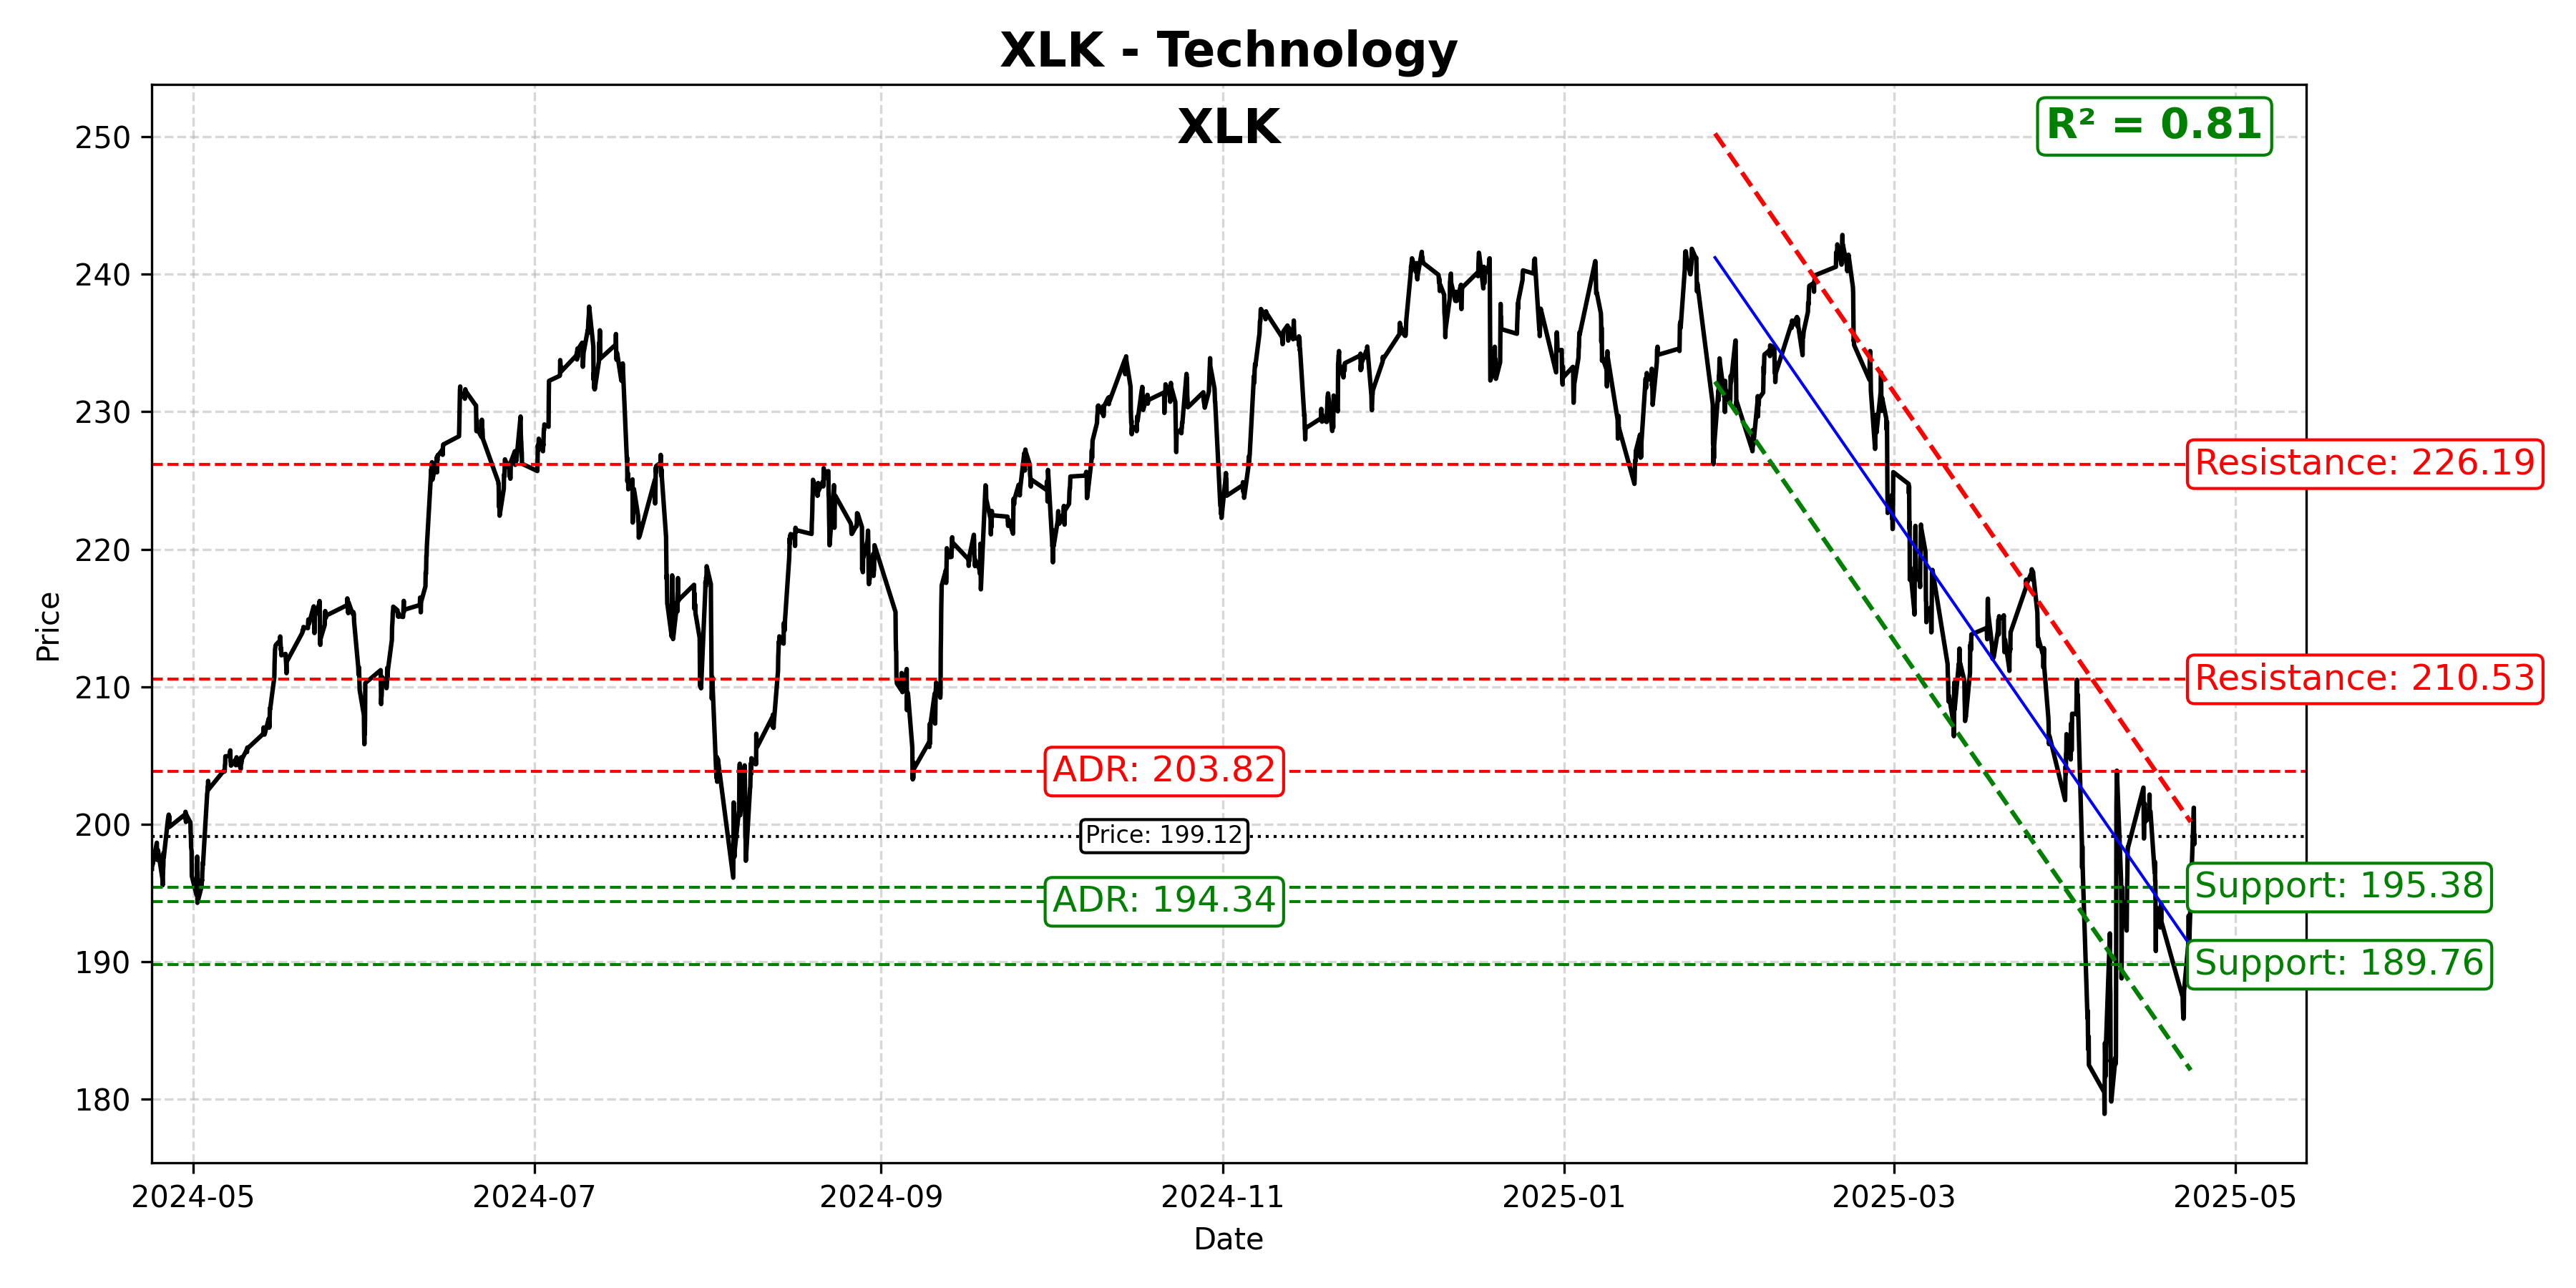 XLK - Technology
XLK
R² = 0.81
250
240
230
220
210
200
190
180
Price
Resistance: 226.19
Resistance: 210.53
ADR: 203.82
Price: 199.12
Support: 195.38
ADR: 194.34
Support: 189.76
2024-05
2024-07
2024-09
2024-11
2025-01
2025-03
2025-05
Date